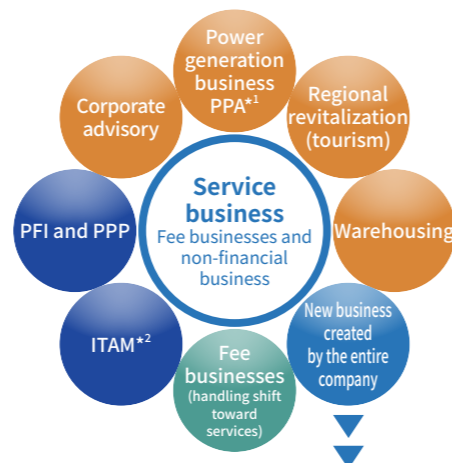 Power
generation
business
PPA*1
Corporate
advisory
Regional
revitalization
(tourism)
Service
business
Fee businesses and
non-financial
business
PFI and PPP
Warehousing
ITAM*2
New business
created
by the entire
company
Fee
businesses
(handling shift
toward
services)